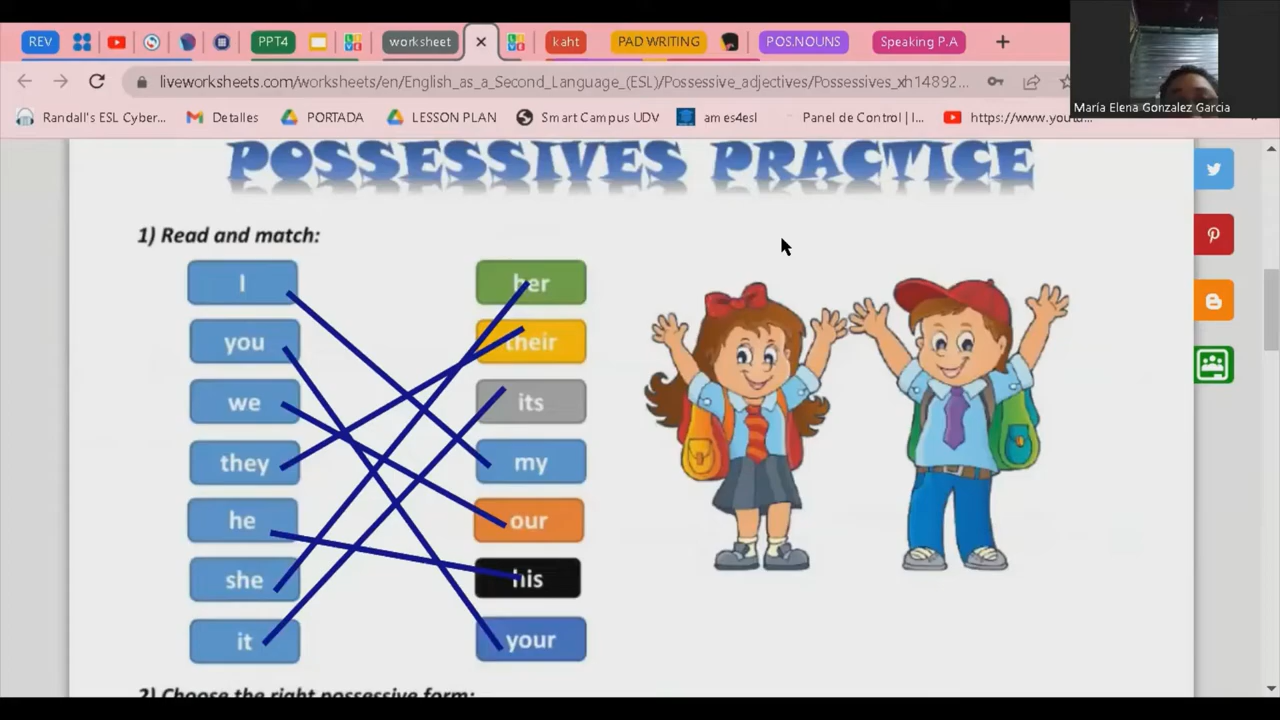 REV
PPT4
worksheet
kaht
PAD WRITING
POS.NOUNS
Speaking P.A
liveworksheets.com/worksheets/en/English_as_a_Second_Language_(ESL)/Possessive_adjectives/Possessives_xh14892...
María Elena Gonzalez Garcia
Randall's ESL Cyber...
Detalles
PORTADA
LESSON PLAN
Smart Campus UDV
am es4esl
Panel de Control | I...
POSSESSIVES PRACTICE
1) Read and match:
I
her
you
their
we
its
they
my
he
our
she
his
it
your
2) Choose the right possessive form: